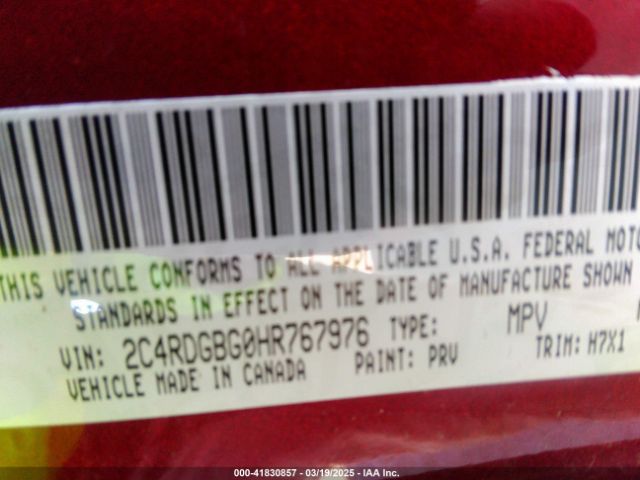 THIS VEHICLE CONFORMS TO ALL APPLICABLE U.S.A. FEDERAL MOTO
STANDARDS IN EFFECT ON THE DATE OF MANUFACTURE SHOWN
VIN: 2C4RDGBG0HR767976 TYPE: MPV
VEHICLE MADE IN CANADA PAINT: PRV TRIM: H7X1
000-41830857 | 03/19/2025 | IAA Inc.